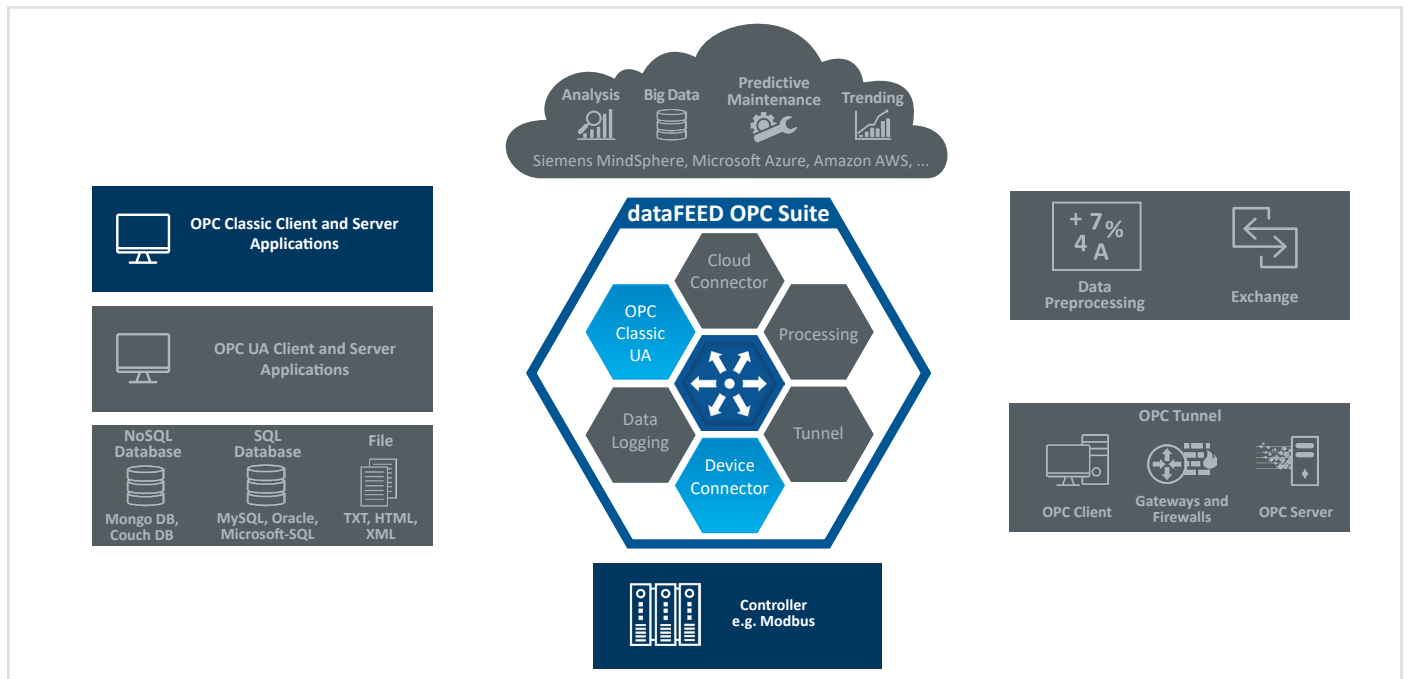 Analysis
Big Data
Predictive
Maintenance
Trending
Siemens MindSphere, Microsoft Azure, Amazon AWS, ...
OPC Classic Client and Server
Applications
OPC UA Client and Server
Applications
NoSQL
Database
Mongo DB,
Couch DB
SQL
Database
MySQL, Oracle,
Microsoft-SQL
File
TXT, HTML,
XML
dataFEED OPC Suite
Cloud
Connector
OPC
Classic
UA
Processing
Data
Logging
Tunnel
Device
Connector
Controller
e.g. Modbus
+ 7 %
4 A
Data
Preprocessing
Exchange
OPC Tunnel
OPC Client
Gateways and
Firewalls
OPC Server